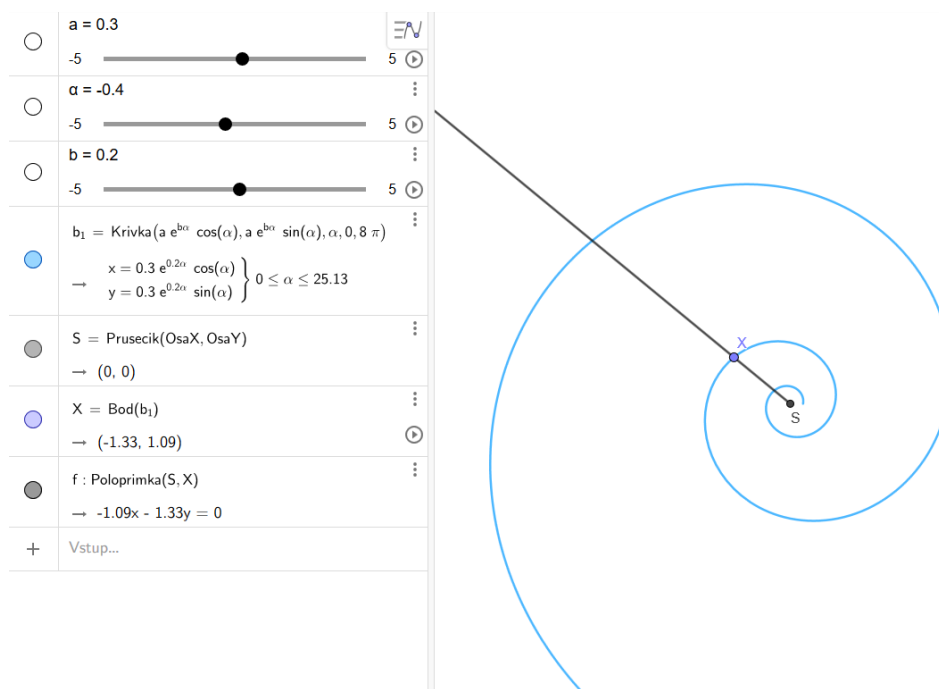 a = 0.3
-5 5
α = -0.4
-5 5
b = 0.2
-5 5
b₁ = Krivka(a e^(bα) cos(α), a e^(bα) sin(α), α, 0, 8 π)
→ x = 0.3 e^(0.2α) cos(α)
y = 0.3 e^(0.2α) sin(α) } 0 ≤ α ≤ 25.13
S = Prusecik(OsaX, OsaY)
→ (0, 0)
X = Bod(b₁)
→ (-1.33, 1.09)
f : Poloprimka(S, X)
→ -1.09x - 1.33y = 0
+ Vstup...
X
S